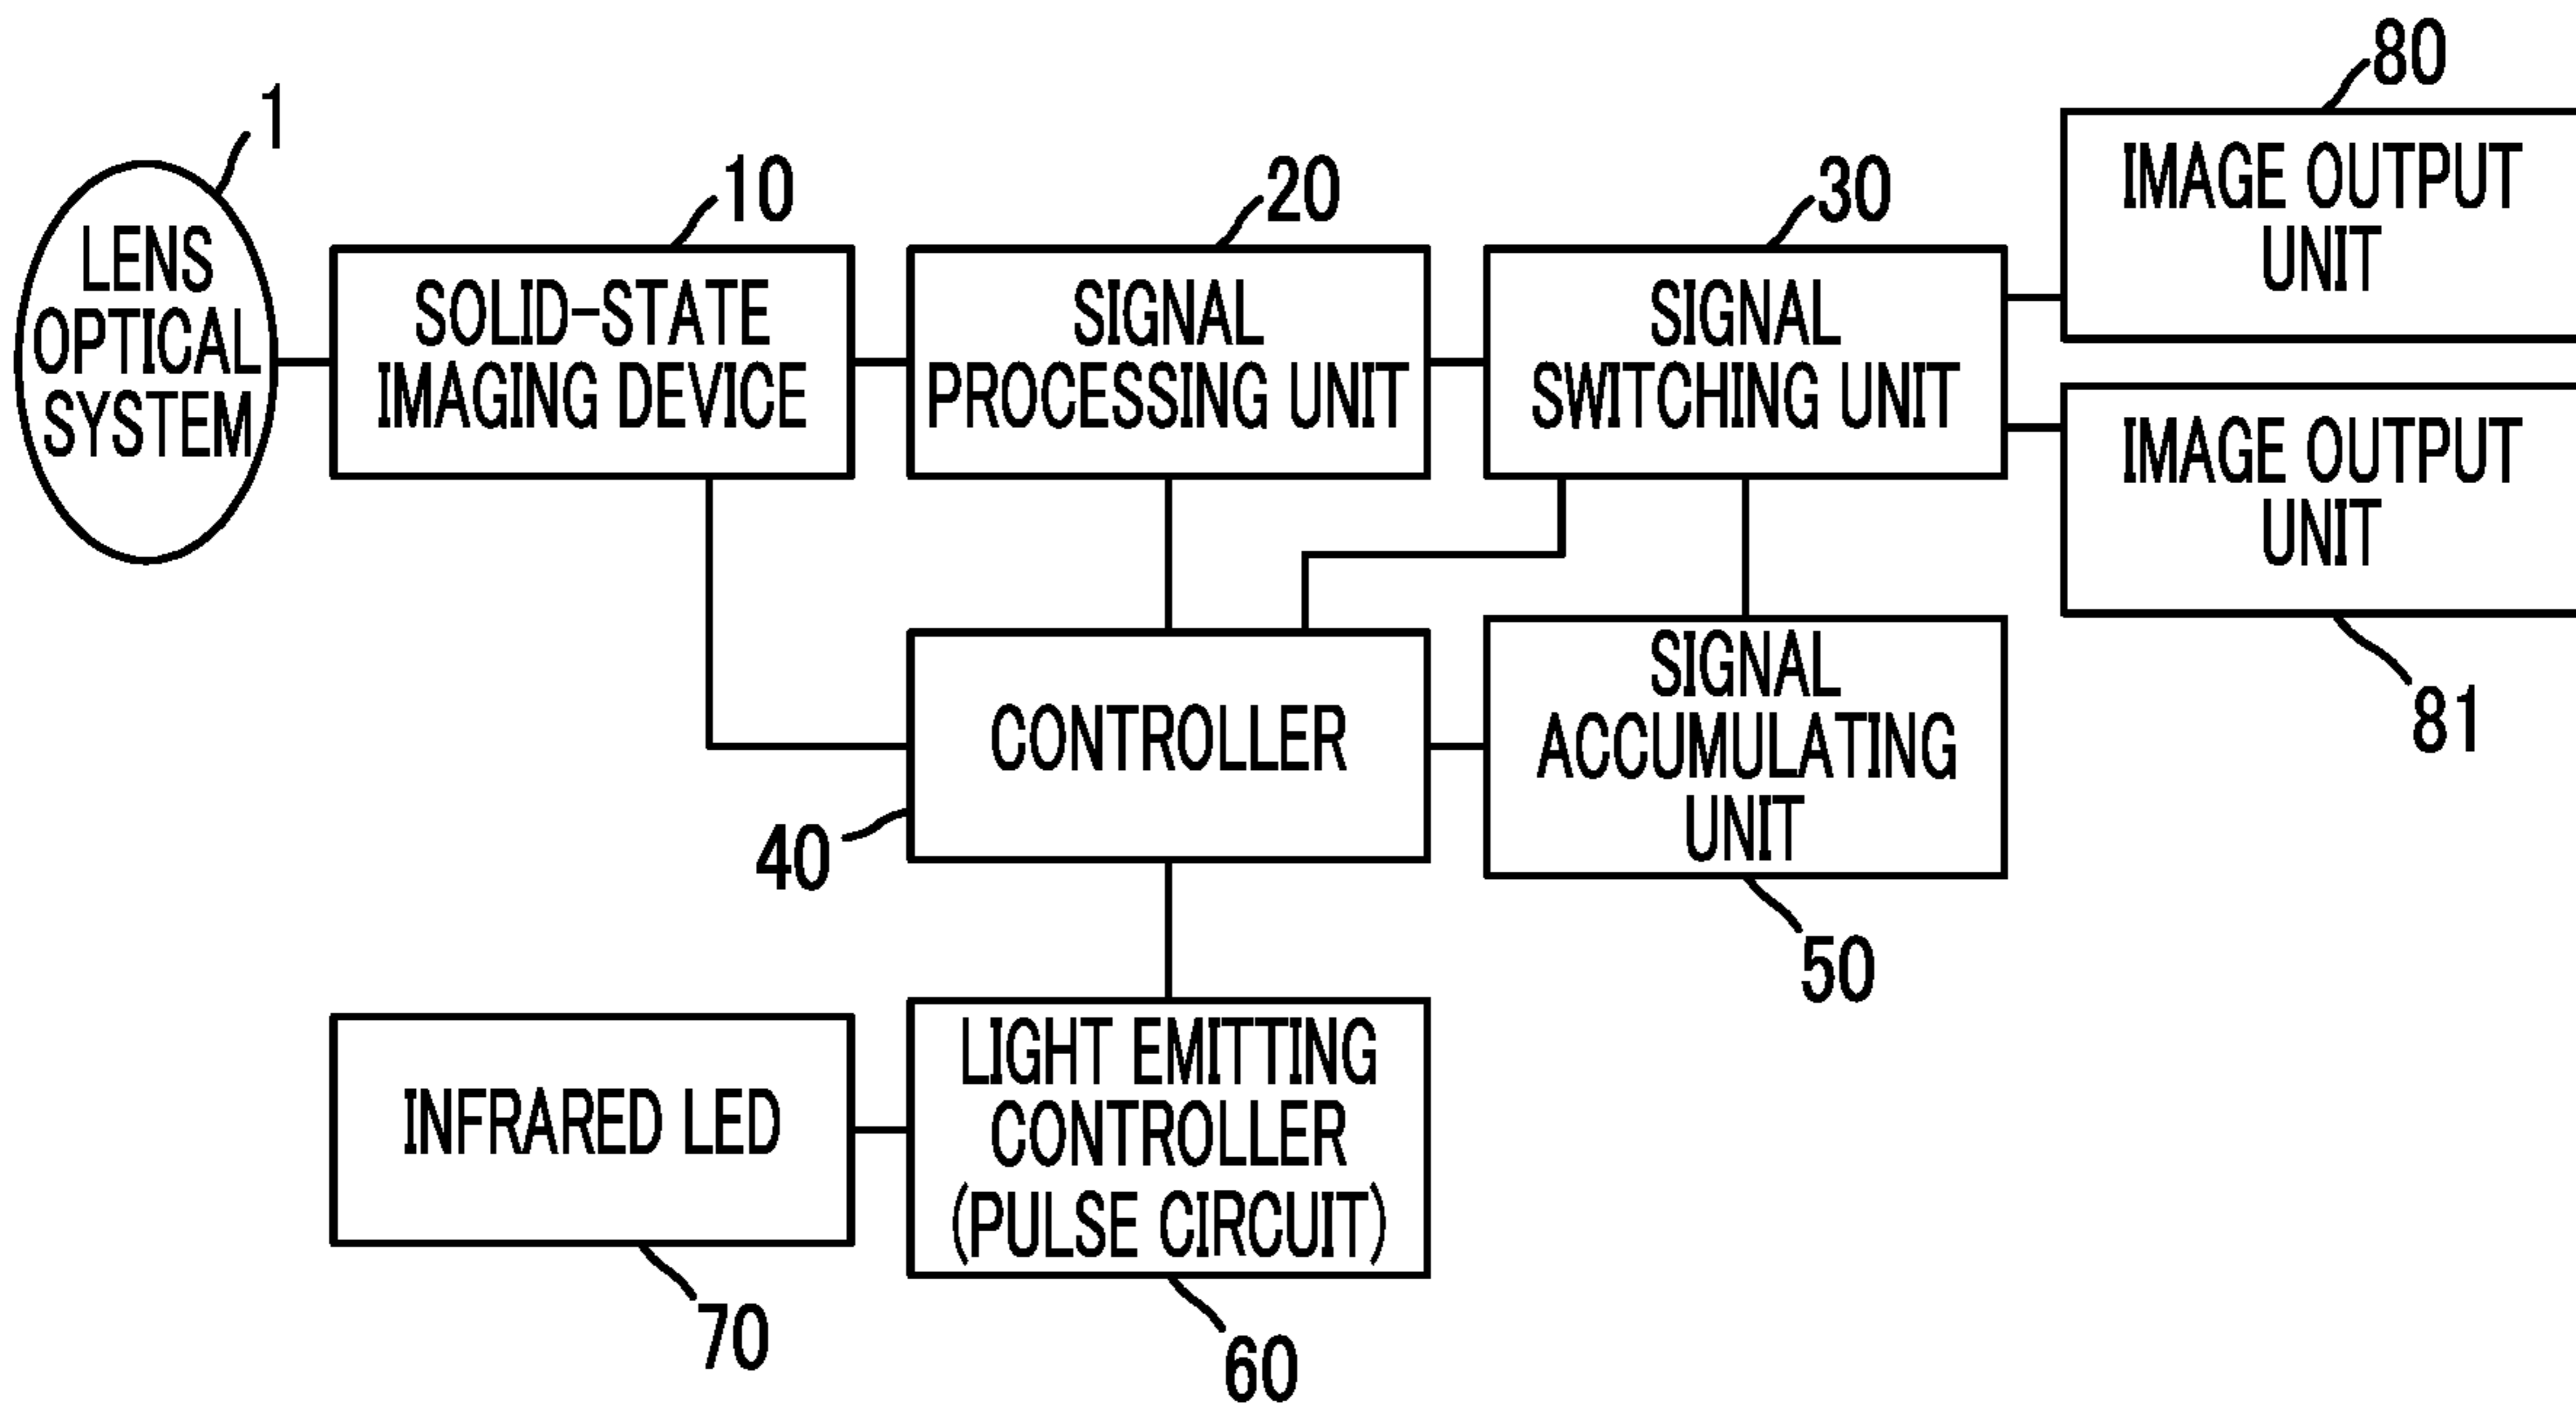 1
LENS
OPTICAL
SYSTEM
10
SOLID-STATE
IMAGING DEVICE
20
SIGNAL
PROCESSING UNIT
30
SIGNAL
SWITCHING UNIT
80
IMAGE OUTPUT
UNIT
IMAGE OUTPUT
UNIT
81
CONTROLLER
40
SIGNAL
ACCUMULATING
UNIT
50
INFRARED LED
70
LIGHT EMITTING
CONTROLLER
(PULSE CIRCUIT)
60